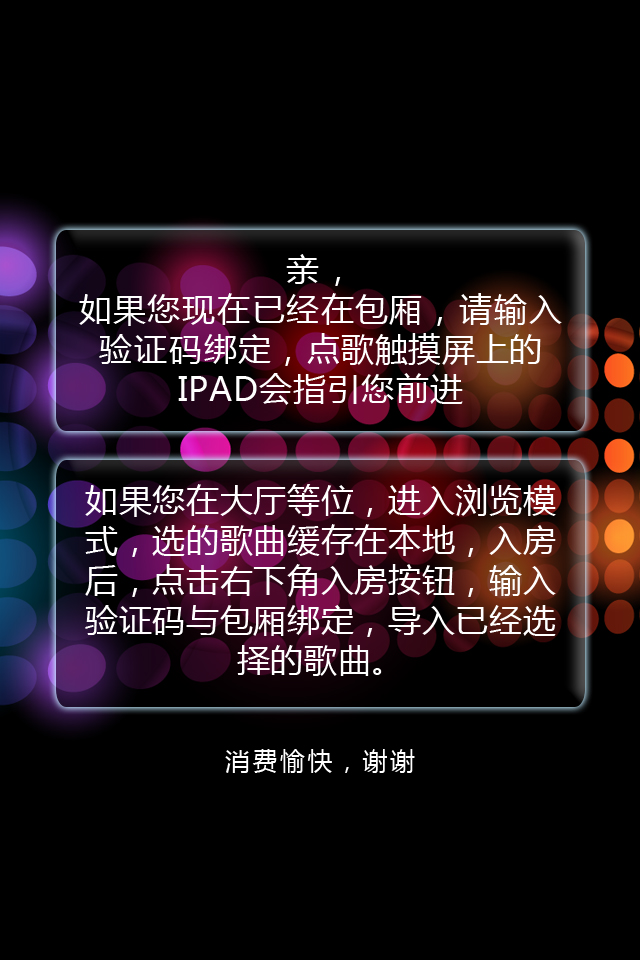 亲，
如果您现在已经在包厢，请输入
验证码绑定，点歌触摸屏上的
IPAD会指引您前进
如果您在大厅等位，进入浏览模
式，选的歌曲缓存在本地，入房
后，点击右下角入房按钮，输入
验证码与包厢绑定，导入已经选
择的歌曲。
消费愉快，谢谢